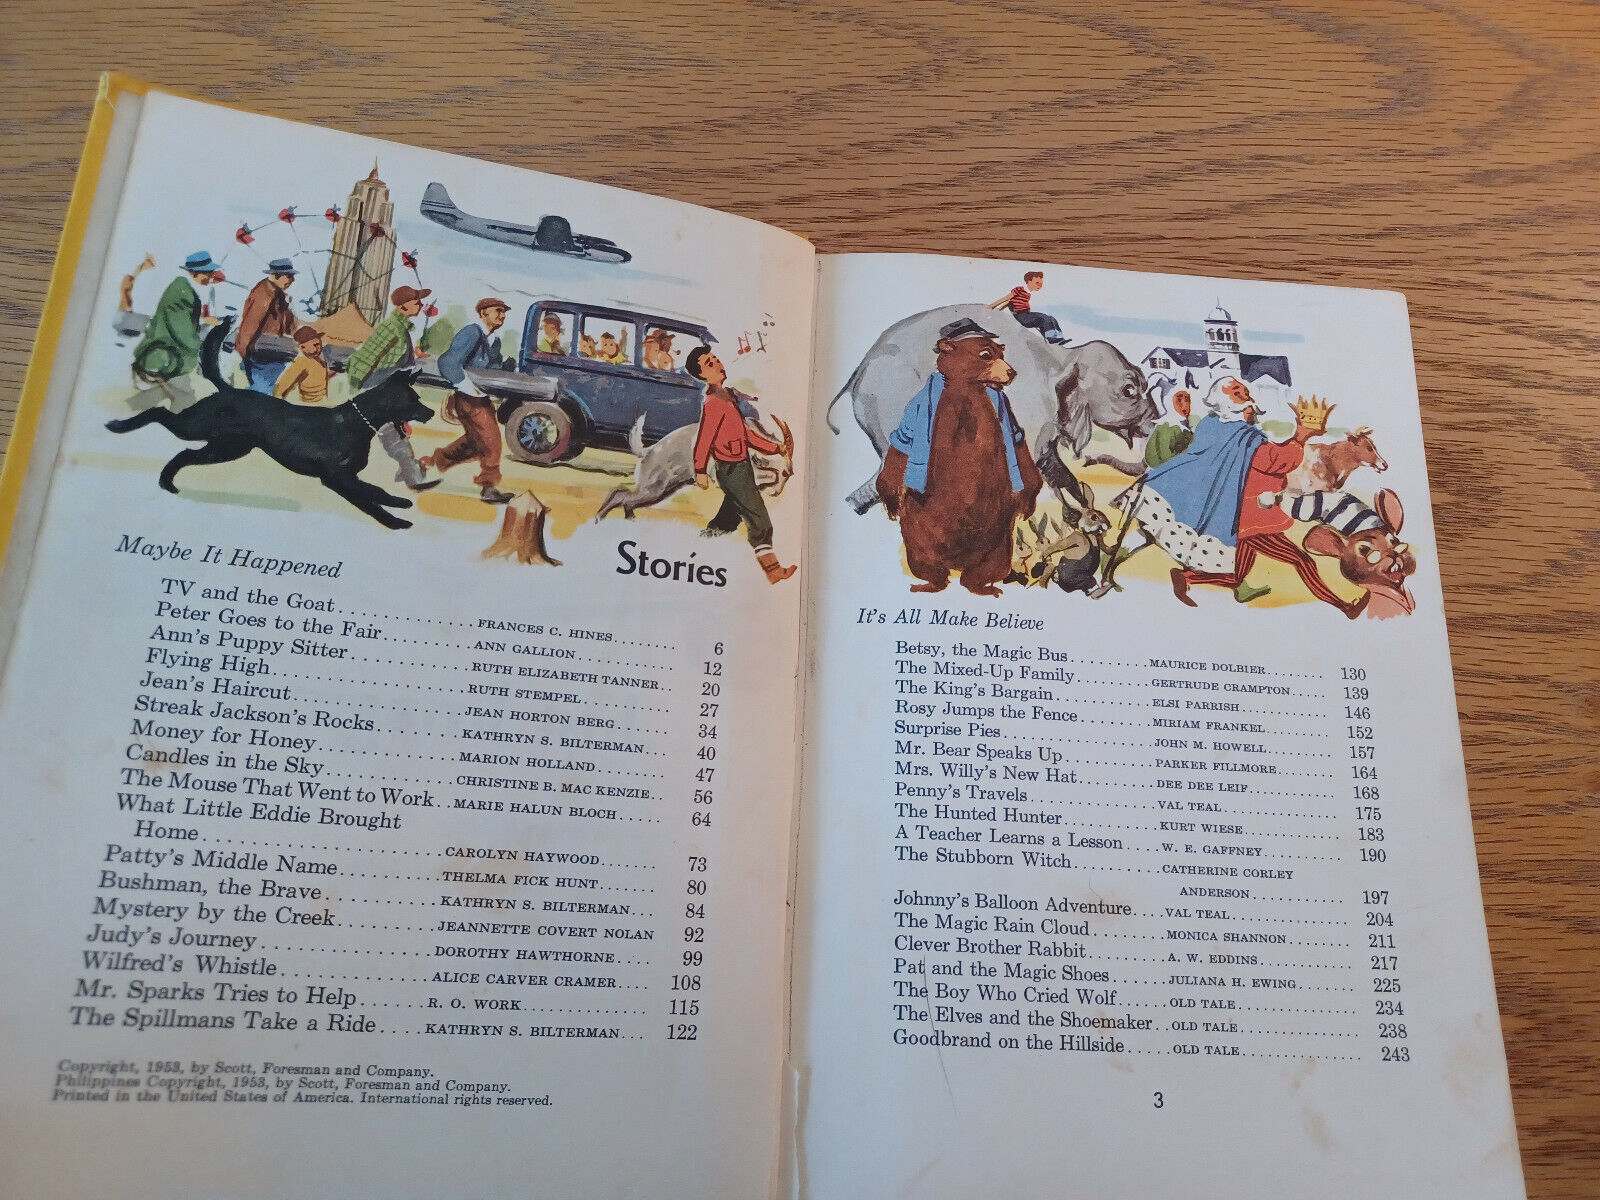 Maybe It Happened
Stories
TV and the Goat . . . . . . . . . . . FRANCES C. HINES . . . . . . . 6
Peter Goes to the Fair . . . . . . . . ANN GALLION . . . . . . . . . . . . 12
Ann's Puppy Sitter . . . . . . . . . . . RUTH ELIZABETH TANNER . . 20
Flying High . . . . . . . . . . . . . . . . . . RUTH STEMPEL . . . . . . . . . . 27
Jean's Haircut . . . . . . . . . . . . . . . JEAN HORTON BERG . . . . . . 34
Streak Jackson's Rocks . . . . . . . KATHRYN S. BILTERMAN . . . 40
Money for Honey . . . . . . . . . . . . MARION HOLLAND . . . . . . . . 47
Candles in the Sky . . . . . . . . . . . CHRISTINE B. MAC KENZIE . . 56
The Mouse That Went to Work . . MARIE HALUN BLOCH . . . . . 64
What Little Eddie Brought
Home . . . . . . . . . . . . . . . . . . . CAROLYN HAYWOOD . . . . . . . 73
Patty's Middle Name . . . . . . . . . THELMA FICK HUNT . . . . . . . 80
Bushman, the Brave . . . . . . . . . . KATHRYN S. BILTERMAN . . . 84
Mystery by the Creek . . . . . . . . . JEANNETTE COVERT NOLAN 92
Judy's Journey . . . . . . . . . . . . . . . DOROTHY HAWTHORNE . . . . 99
Wilfred's Whistle . . . . . . . . . . . . . ALICE CARVER CRAMER . . . . 108
Mr. Sparks Tries to Help . . . . . . R. O. WORK . . . . . . . . . . . . . . 115
The Spillmans Take a Ride . . . . KATHRYN S. BILTERMAN . . . 122
Copyright, 1953, by Scott, Foresman and Company.
Philippines Copyright, 1953, by Scott, Foresman and Company.
Printed in the United States of America. International rights reserved.
It's All Make Believe
Betsy, the Magic Bus . . . . . . . . . MAURICE DOLBIER . . . . . . . . 130
The Mixed-Up Family . . . . . . . . GERTRUDE CRAMPTON . . . . . 139
The King's Bargain . . . . . . . . . . . ELSI PARRISH . . . . . . . . . . . . 146
Rosy Jumps the Fence . . . . . . . . MIRIAM FRANKEL . . . . . . . . . 152
Surprise Pies . . . . . . . . . . . . . . . . . JOHN M. HOWELL . . . . . . . . . 157
Mr. Bear Speaks Up . . . . . . . . . . PARKER FILLMORE . . . . . . . . 164
Mrs. Willy's New Hat . . . . . . . . . DEE DEE LEIF . . . . . . . . . . . . 168
Penny's Travels . . . . . . . . . . . . . . . VAL TEAL . . . . . . . . . . . . . . . . 175
The Hunted Hunter . . . . . . . . . . . KURT WIESE . . . . . . . . . . . . . 183
A Teacher Learns a Lesson . . . . W. E. GAFFNEY . . . . . . . . . . . 190
The Stubborn Witch . . . . . . . . . . CATHERINE CORLEY
ANDERSON . . . . . . . . . . . 197
Johnny's Balloon Adventure . . . . VAL TEAL . . . . . . . . . . . . . . . 204
The Magic Rain Cloud . . . . . . . . MONICA SHANNON . . . . . . . . 211
Clever Brother Rabbit . . . . . . . . . A. W. EDDINS . . . . . . . . . . . . 217
Pat and the Magic Shoes . . . . . . JULIANA H. EWING . . . . . . . . 225
The Boy Who Cried Wolf . . . . . . OLD TALE . . . . . . . . . . . . . . . 234
The Elves and the Shoemaker . . OLD TALE . . . . . . . . . . . . . . . 238
Goodbrand on the Hillside . . . . . OLD TALE . . . . . . . . . . . . . . . 243
3